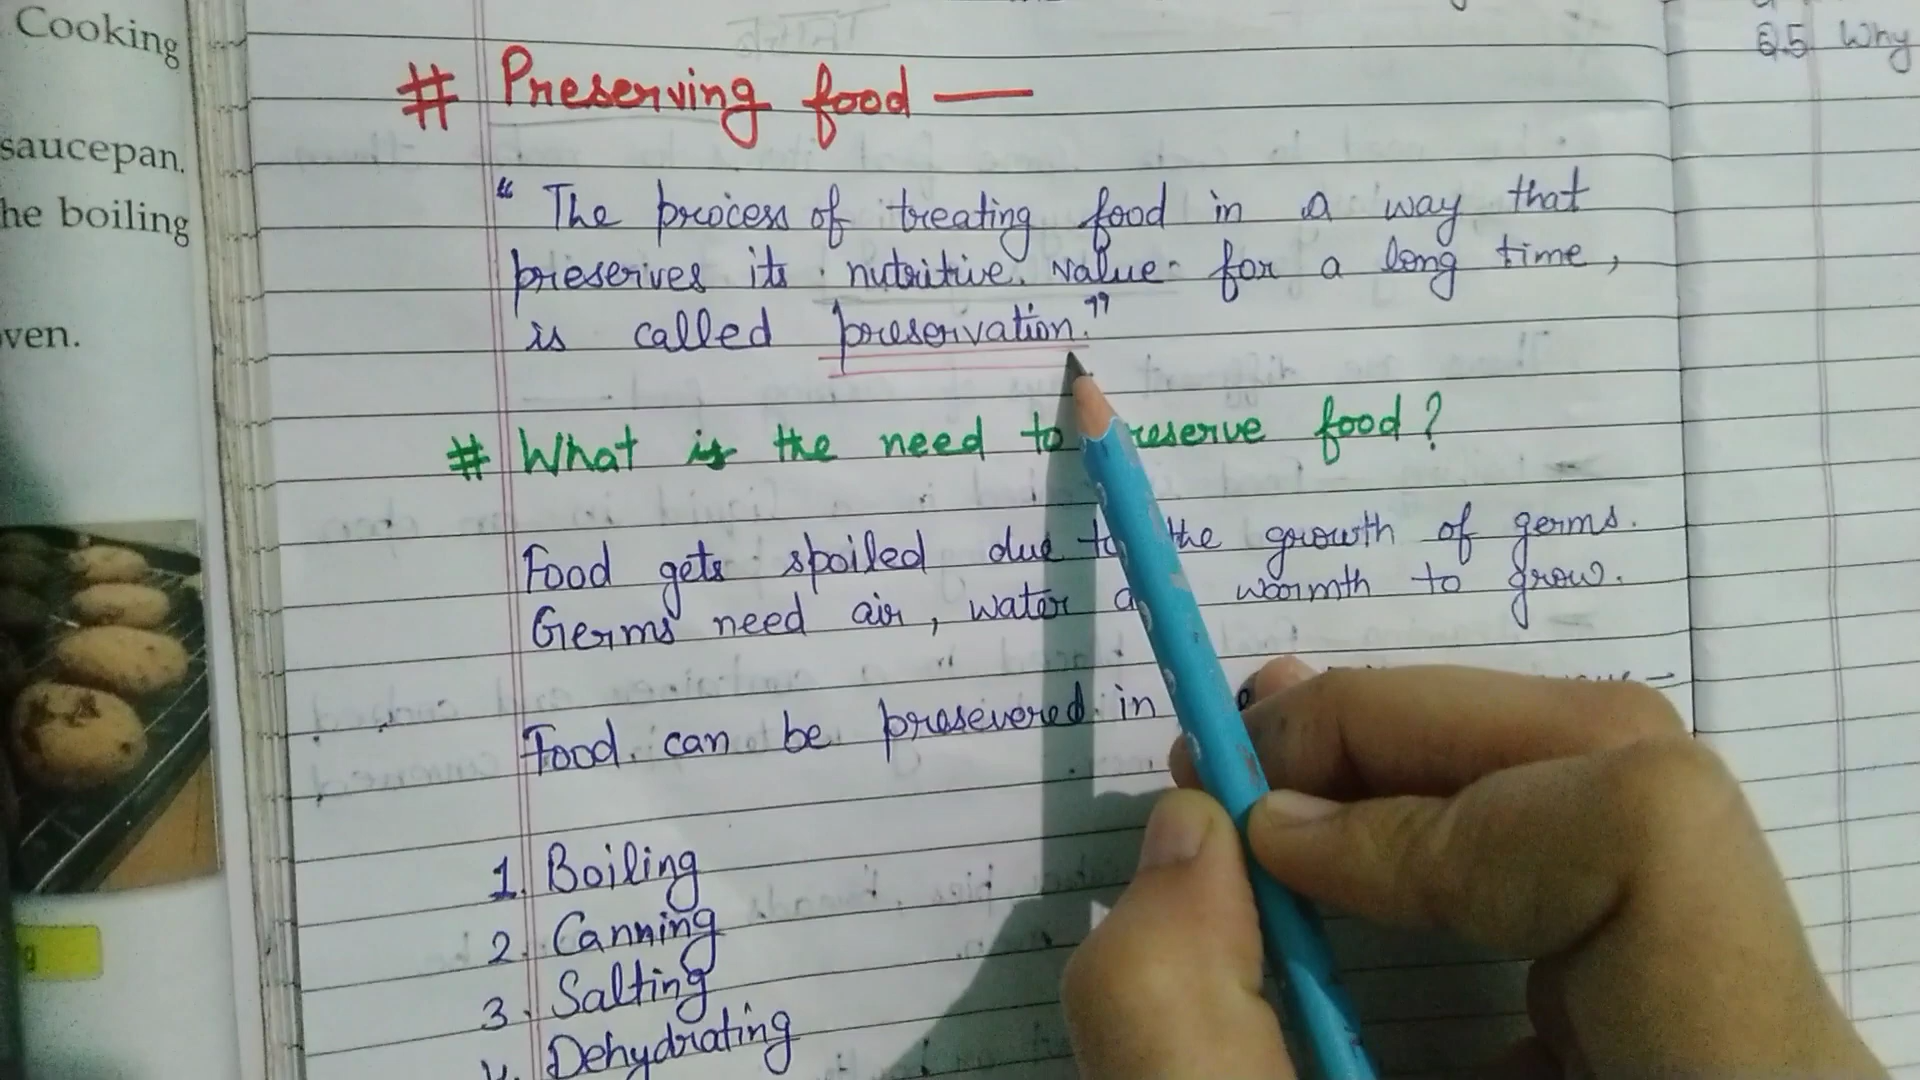 Cooking
saucepan.
he boiling
ven.
# Preserving food —
" The process of treating food in a way that
preserves its nutritive value for a long time,
is called preservation."
# What is the need to reserve food?
Food gets spoiled due to the growth of germs.
Germs need air, water a warmth to grow.
Food can be presevered in
1. Boiling
2. Canning
3. Salting
4. Dehydrating
Q.5 Why
g